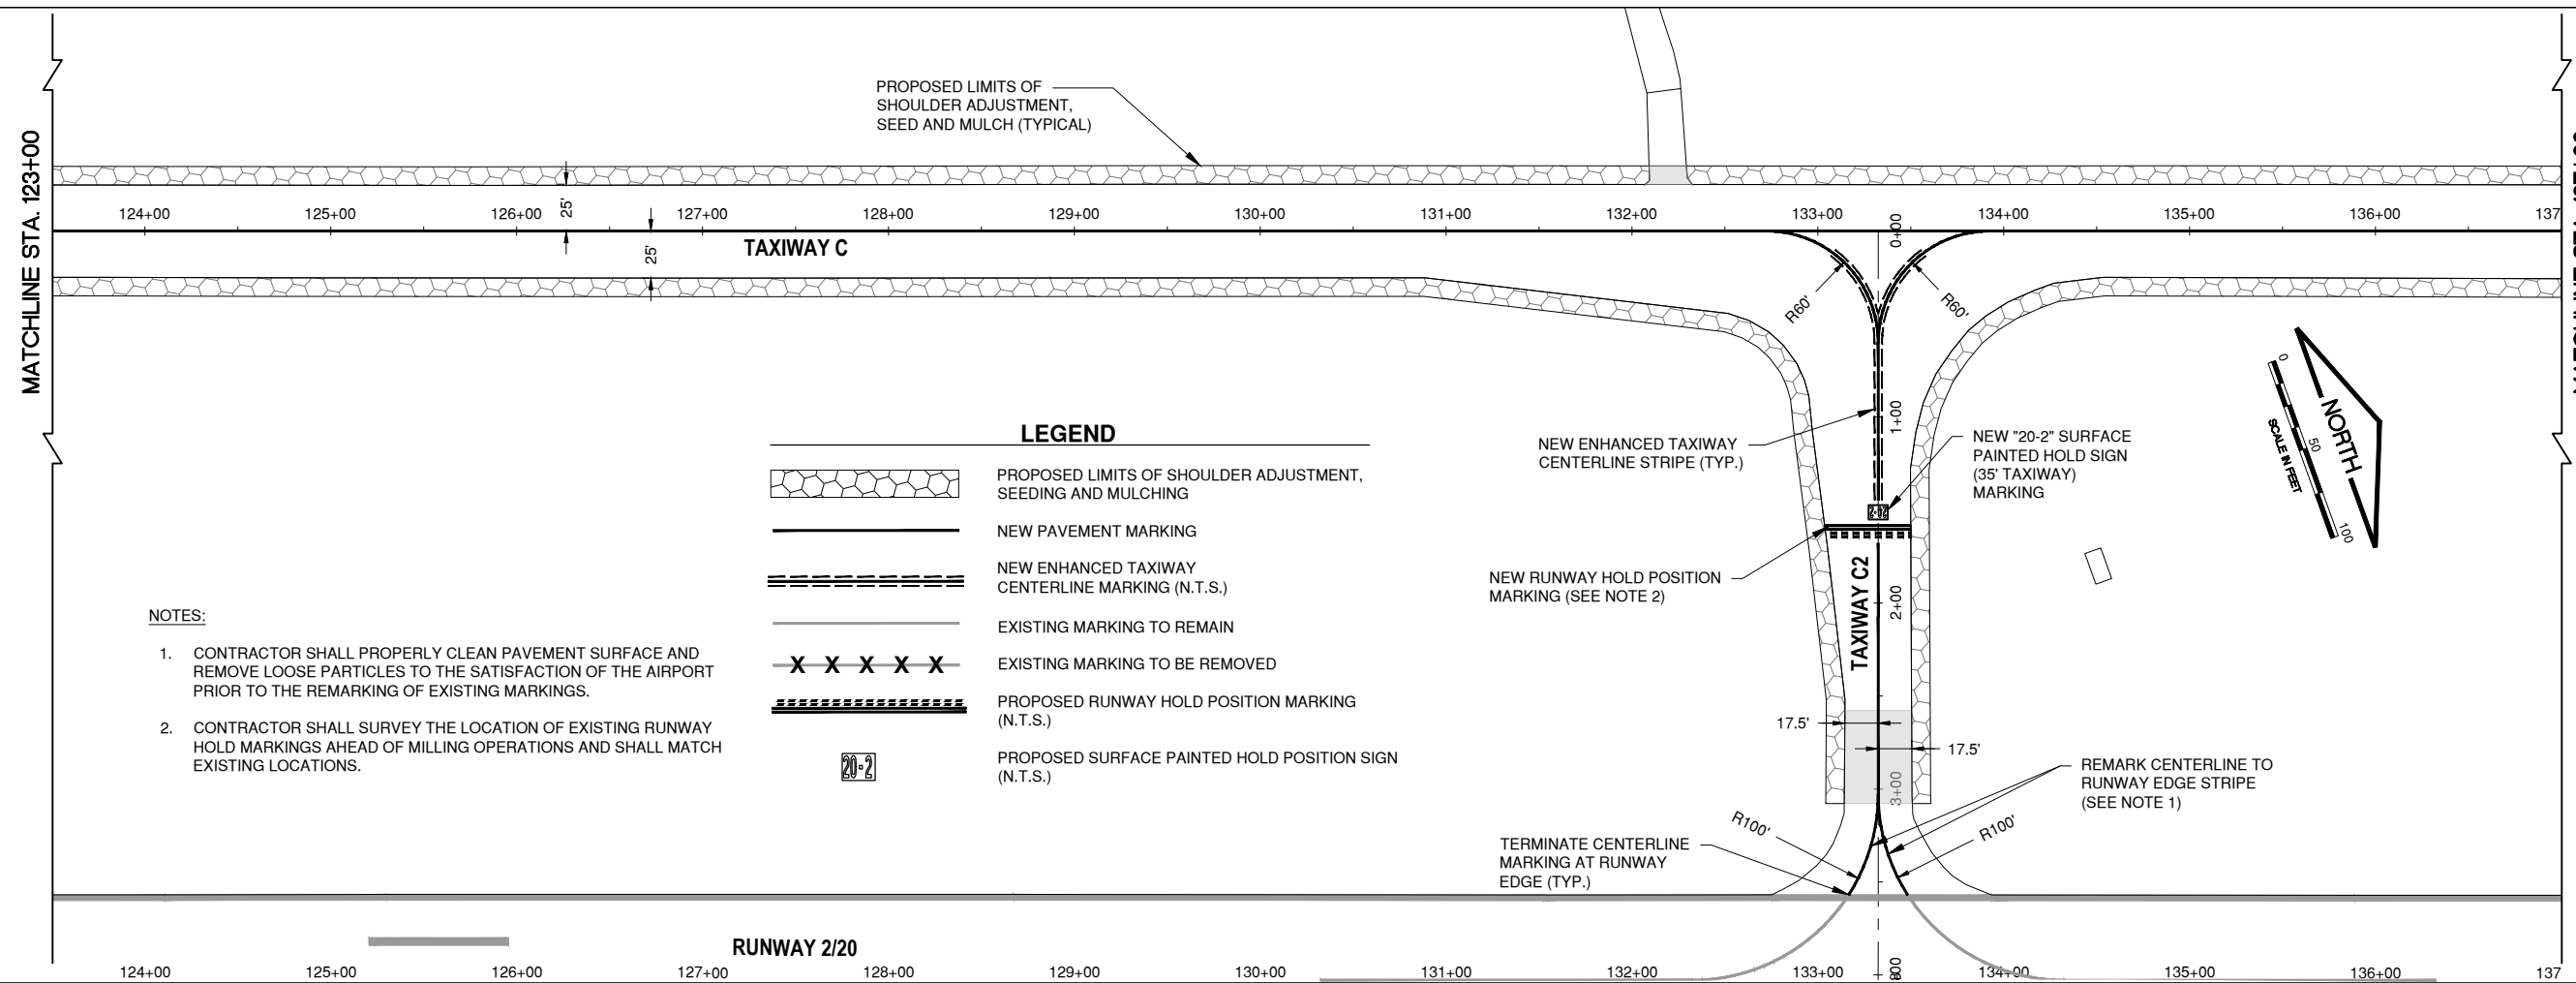 PROPOSED LIMITS OF
SHOULDER ADJUSTMENT,
SEED AND MULCH (TYPICAL)
MATCHLINE STA. 123+00
124+00
125+00
126+00
127+00
128+00
129+00
130+00
131+00
132+00
133+00
134+00
135+00
136+00
137
25'
25'
TAXIWAY C
0+00
R60'
R60'
1+00
NEW ENHANCED TAXIWAY
CENTERLINE STRIPE (TYP.)
NEW "20-2" SURFACE
PAINTED HOLD SIGN
(35' TAXIWAY)
MARKING
20-2
NEW RUNWAY HOLD POSITION
MARKING (SEE NOTE 2)
TAXIWAY C2
2+00
17.5'
17.5'
3+00
REMARK CENTERLINE TO
RUNWAY EDGE STRIPE
(SEE NOTE 1)
R100'
R100'
TERMINATE CENTERLINE
MARKING AT RUNWAY
EDGE (TYP.)
NORTH
0
50
100
SCALE IN FEET
LEGEND
PROPOSED LIMITS OF SHOULDER ADJUSTMENT,
SEEDING AND MULCHING
NEW PAVEMENT MARKING
NEW ENHANCED TAXIWAY
CENTERLINE MARKING (N.T.S.)
EXISTING MARKING TO REMAIN
X X X X X
EXISTING MARKING TO BE REMOVED
PROPOSED RUNWAY HOLD POSITION MARKING
(N.T.S.)
20-2
PROPOSED SURFACE PAINTED HOLD POSITION SIGN
(N.T.S.)
NOTES:
1. CONTRACTOR SHALL PROPERLY CLEAN PAVEMENT SURFACE AND
REMOVE LOOSE PARTICLES TO THE SATISFACTION OF THE AIRPORT
PRIOR TO THE REMARKING OF EXISTING MARKINGS.
2. CONTRACTOR SHALL SURVEY THE LOCATION OF EXISTING RUNWAY
HOLD MARKINGS AHEAD OF MILLING OPERATIONS AND SHALL MATCH
EXISTING LOCATIONS.
RUNWAY 2/20
124+00
125+00
126+00
127+00
128+00
129+00
130+00
131+00
132+00
133+00
134+00
135+00
136+00
137